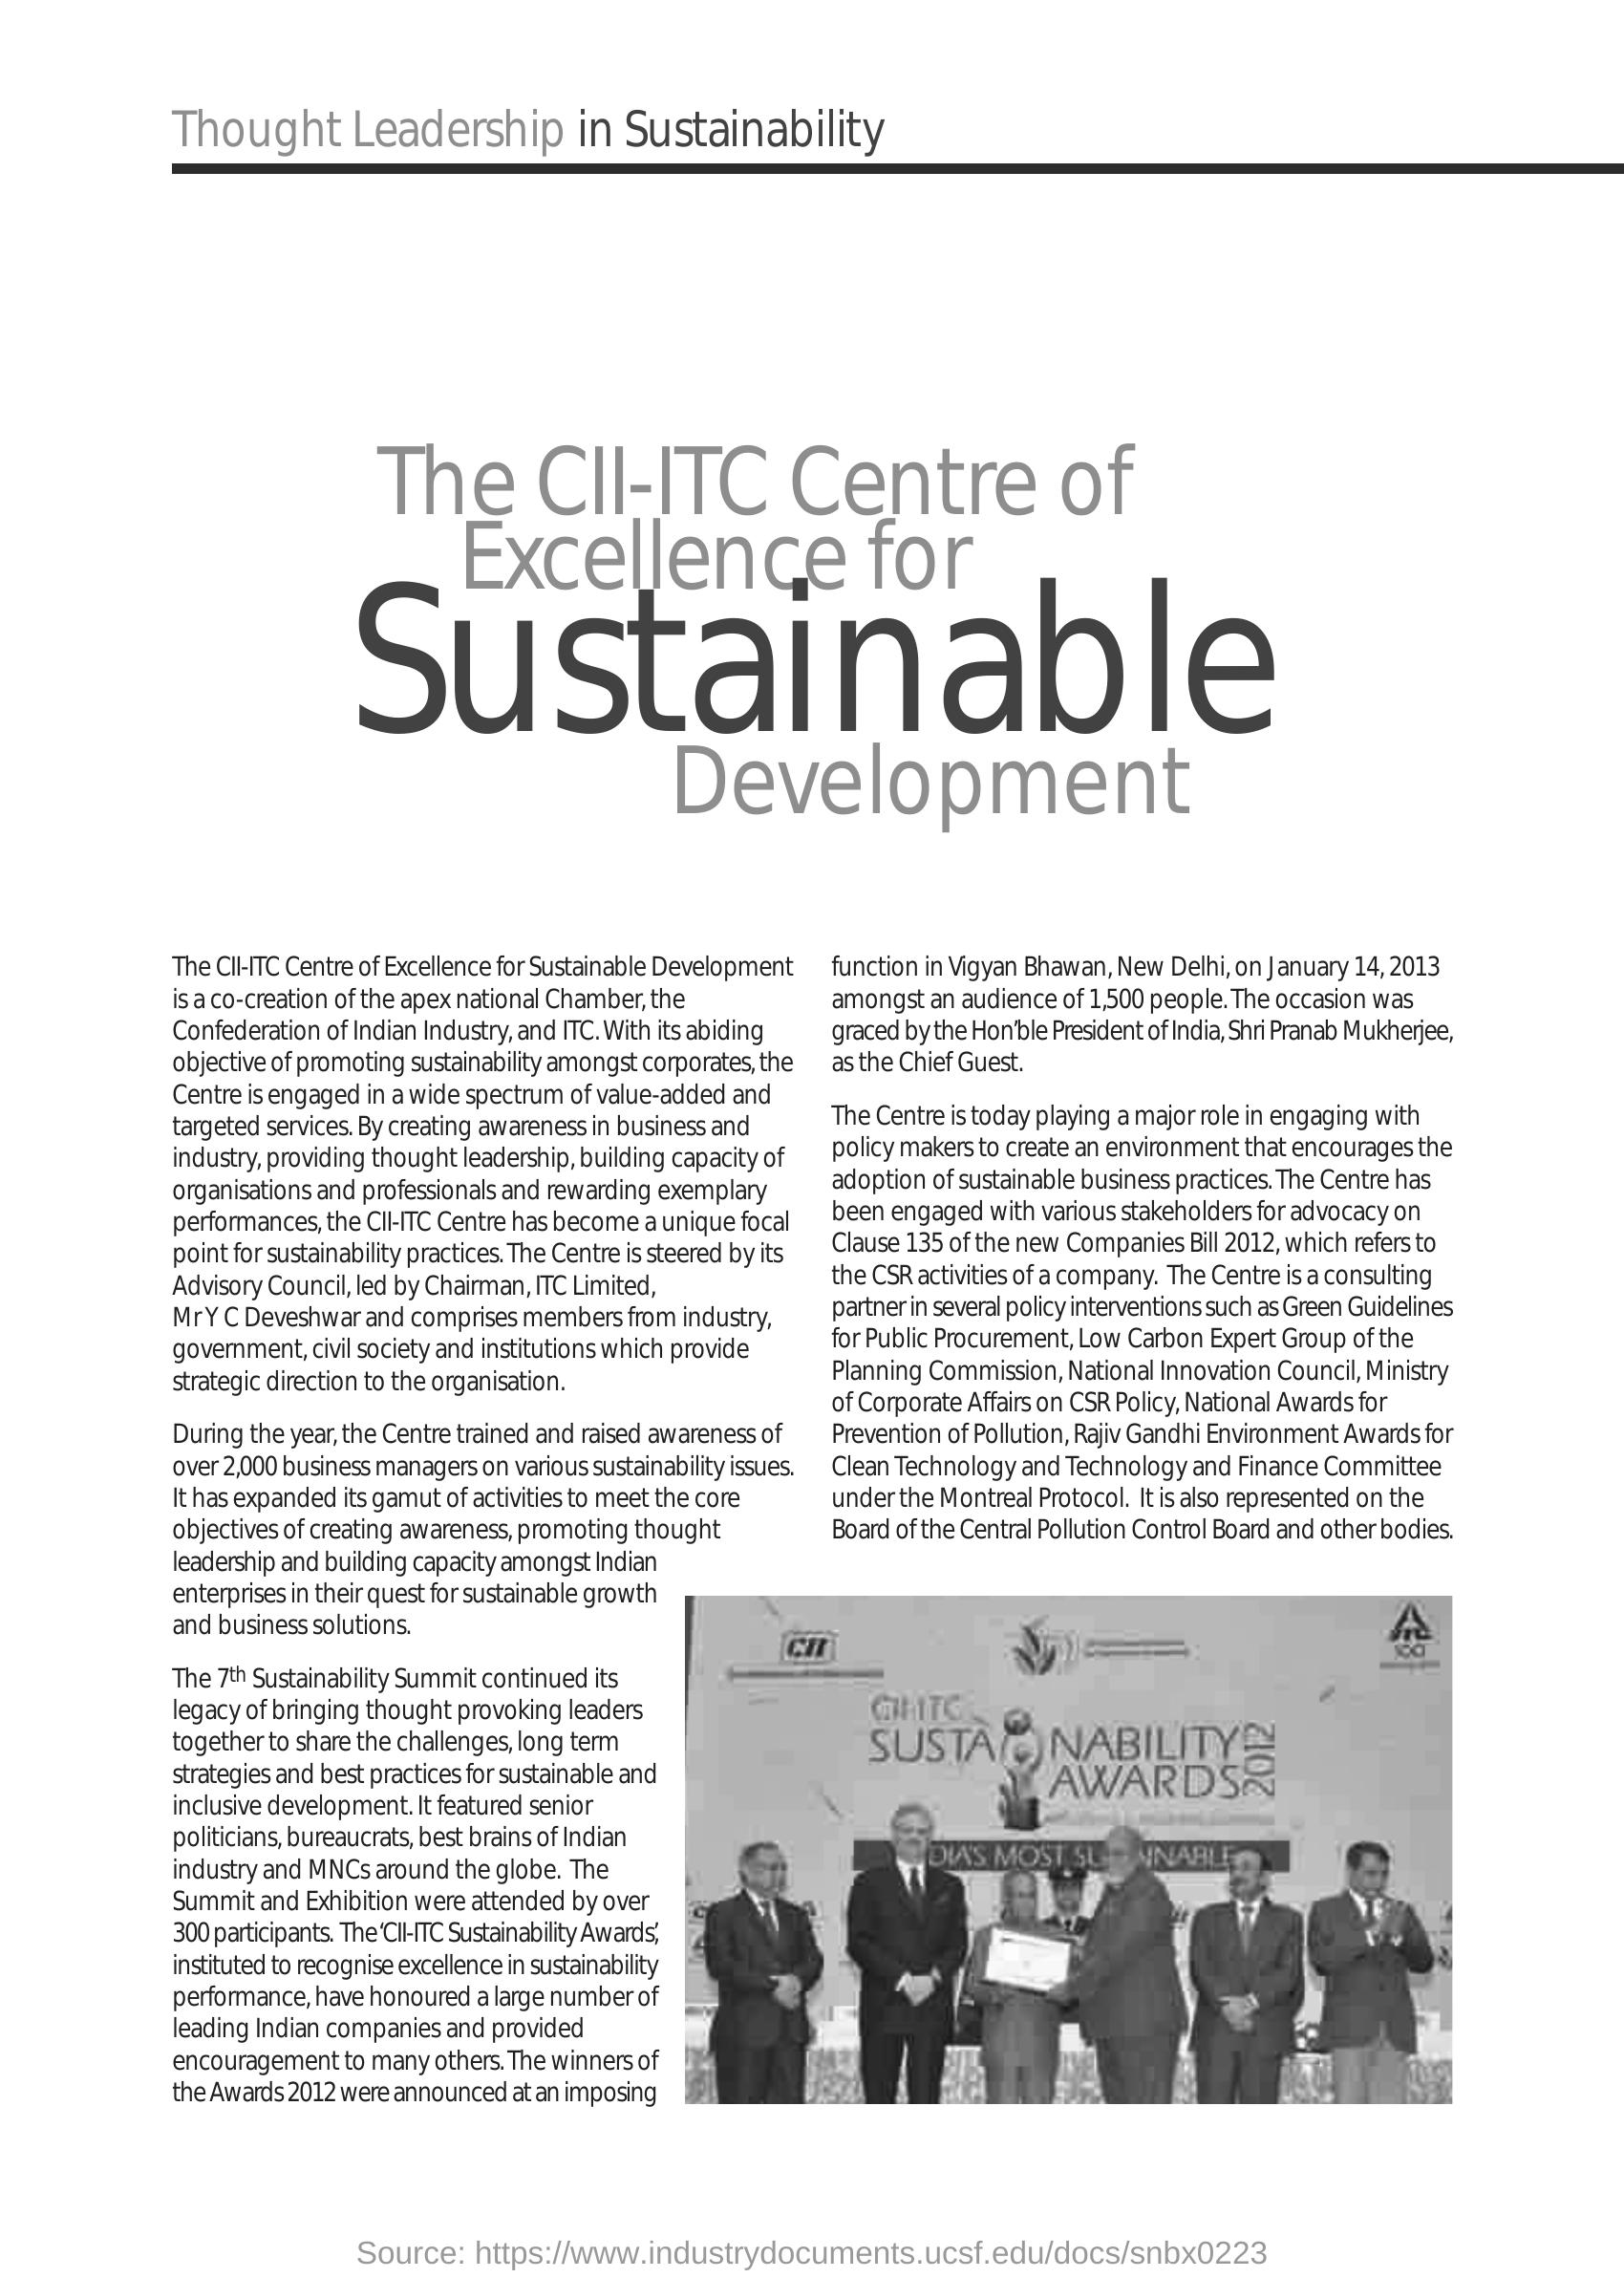 Thought Leadership in Sustainability
The CII-ITC Centre of
Excellence for
Sustainable
Development
The CII-ITC Centre of Excellence for Sustainable Development
is a co-creation of the apex national Chamber, the
Confederation of Indian Industry, and ITC. With its abiding
objective of promoting sustainability amongst corporates, the
Centre is engaged in a wide spectrum of value-added and
targeted services. By creating awareness in business and
industry, providing thought leadership, building capacity of
organisations and professionals and rewarding exemplary
performances, the CII-ITC Centre has become a unique focal
point for sustainability practices. The Centre is steered by its
Advisory Council, led by Chairman, ITC Limited,
Mr Y C Deveshwar and comprises members from industry,
government, civil society and institutions which provide
strategic direction to the organisation.
During the year, the Centre trained and raised awareness of
over 2,000 business managers on various sustainability issues.
It has expanded its gamut of activities to meet the core
objectives of creating awareness, promoting thought
leadership and building capacity amongst Indian
enterprises in their quest for sustainable growth
and business solutions.
The 7th Sustainability Summit continued its
legacy of bringing thought provoking leaders
together to share the challenges, long term
strategies and best practices for sustainable and
inclusive development. It featured senior
politicians, bureaucrats, best brains of Indian
industry and MNCs around the globe. The
Summit and Exhibition were attended by over
300 participants. The 'CII-ITC Sustainability Awards',
instituted to recognise excellence in sustainability
performance, have honoured a large number of
leading Indian companies and provided
encouragement to many others. The winners of
the Awards 2012 were announced at an imposing
function in Vigyan Bhawan, New Delhi, on January 14, 2013
amongst an audience of 1,500 people. The occasion was
graced by the Hon'ble President of India, Shri Pranab Mukherjee,
as the Chief Guest.
The Centre is today playing a major role in engaging with
policy makers to create an environment that encourages the
adoption of sustainable business practices. The Centre has
been engaged with various stakeholders for advocacy on
Clause 135 of the new Companies Bill 2012, which refers to
the CSR activities of a company. The Centre is a consulting
partner in several policy interventions such as Green Guidelines
for Public Procurement, Low Carbon Expert Group of the
Planning Commission, National Innovation Council, Ministry
of Corporate Affairs on CSR Policy, National Awards for
Prevention of Pollution, Rajiv Gandhi Environment Awards for
Clean Technology and Technology and Finance Committee
under the Montreal Protocol. It is also represented on the
Board of the Central Pollution Control Board and other bodies.
CII
ITC
100
CII-ITC
SUSTAINABILITY
AWARDS 2012
DIA'S MOST
Source: https://www.industrydocuments.ucsf.edu/docs/snbx0223